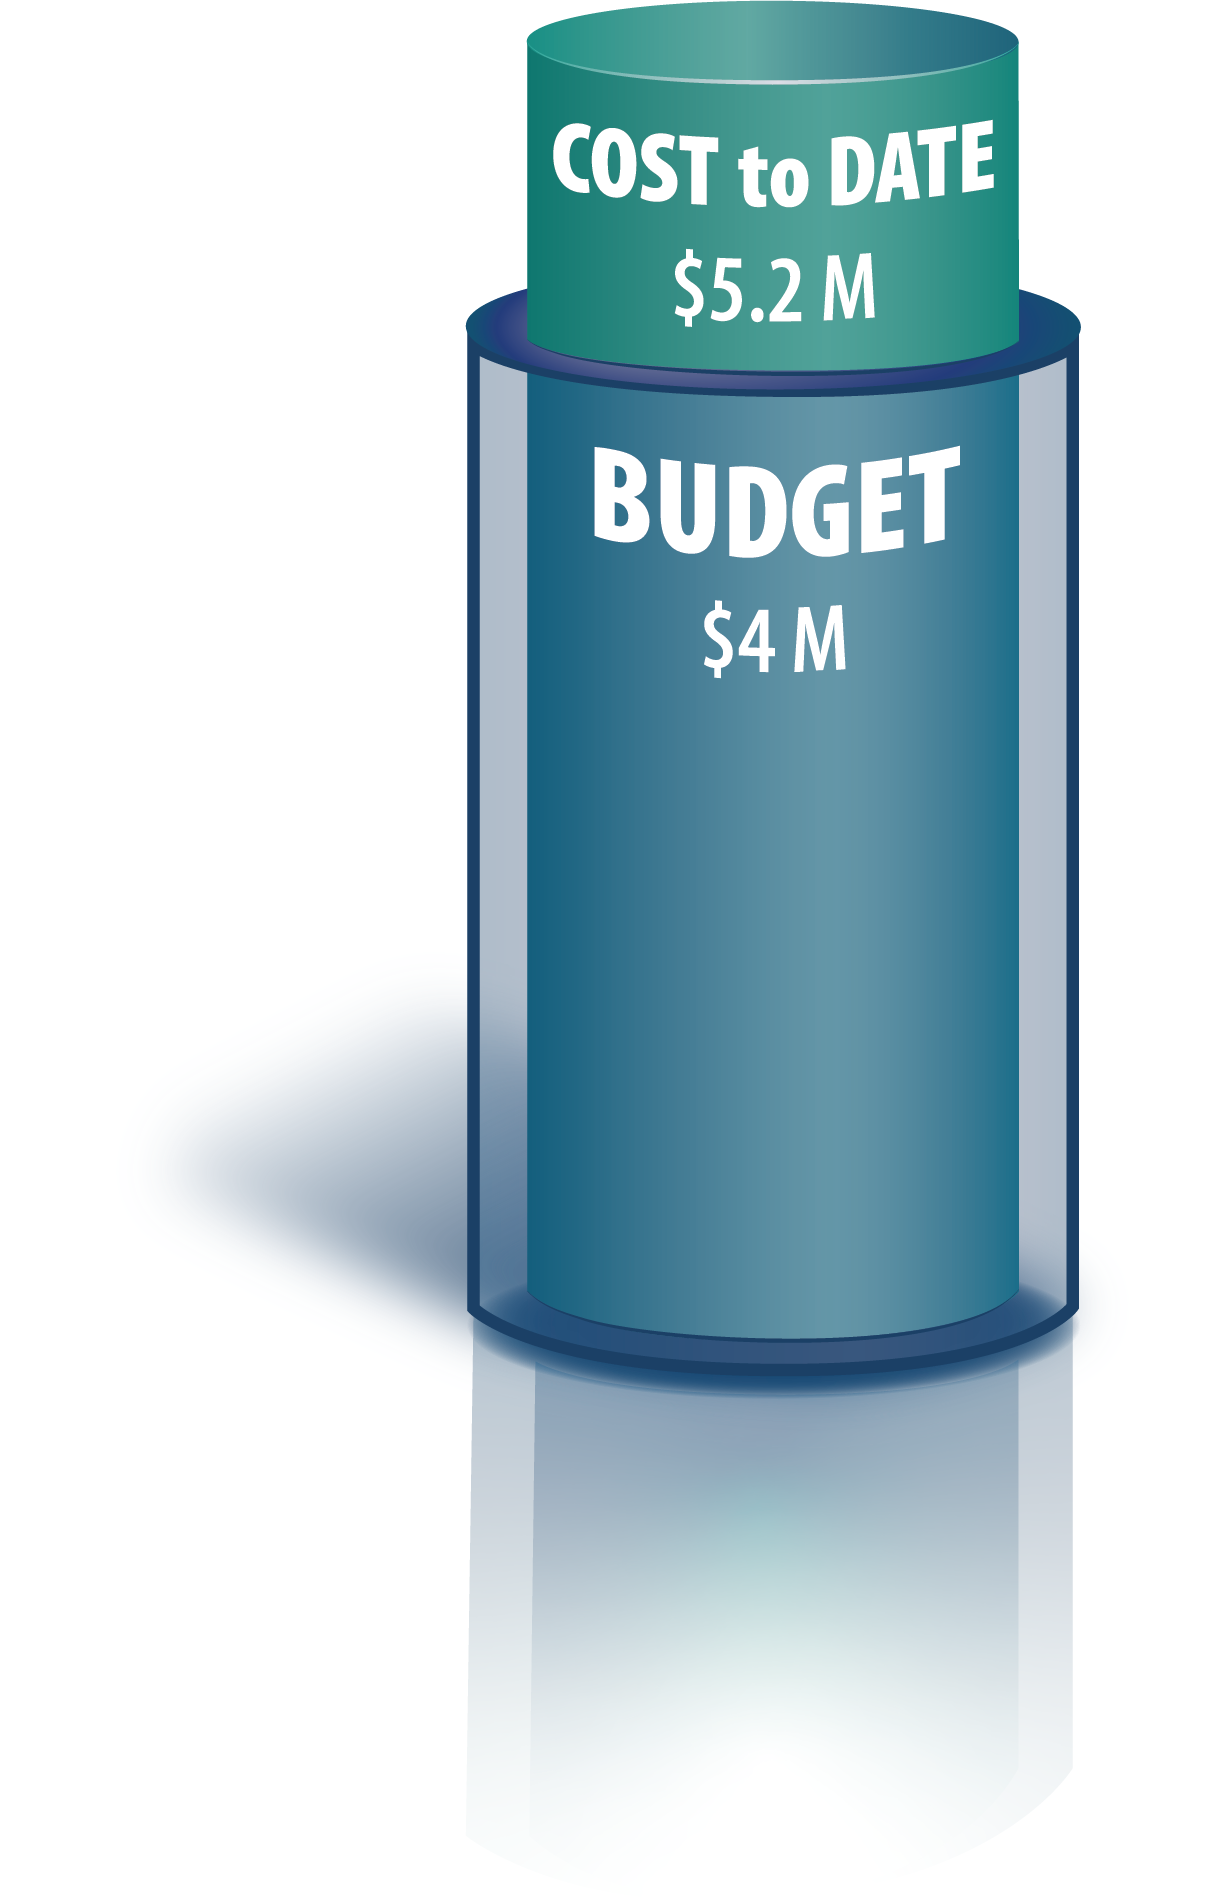 COST to DATE
$5.2 M
BUDGET
$4 M